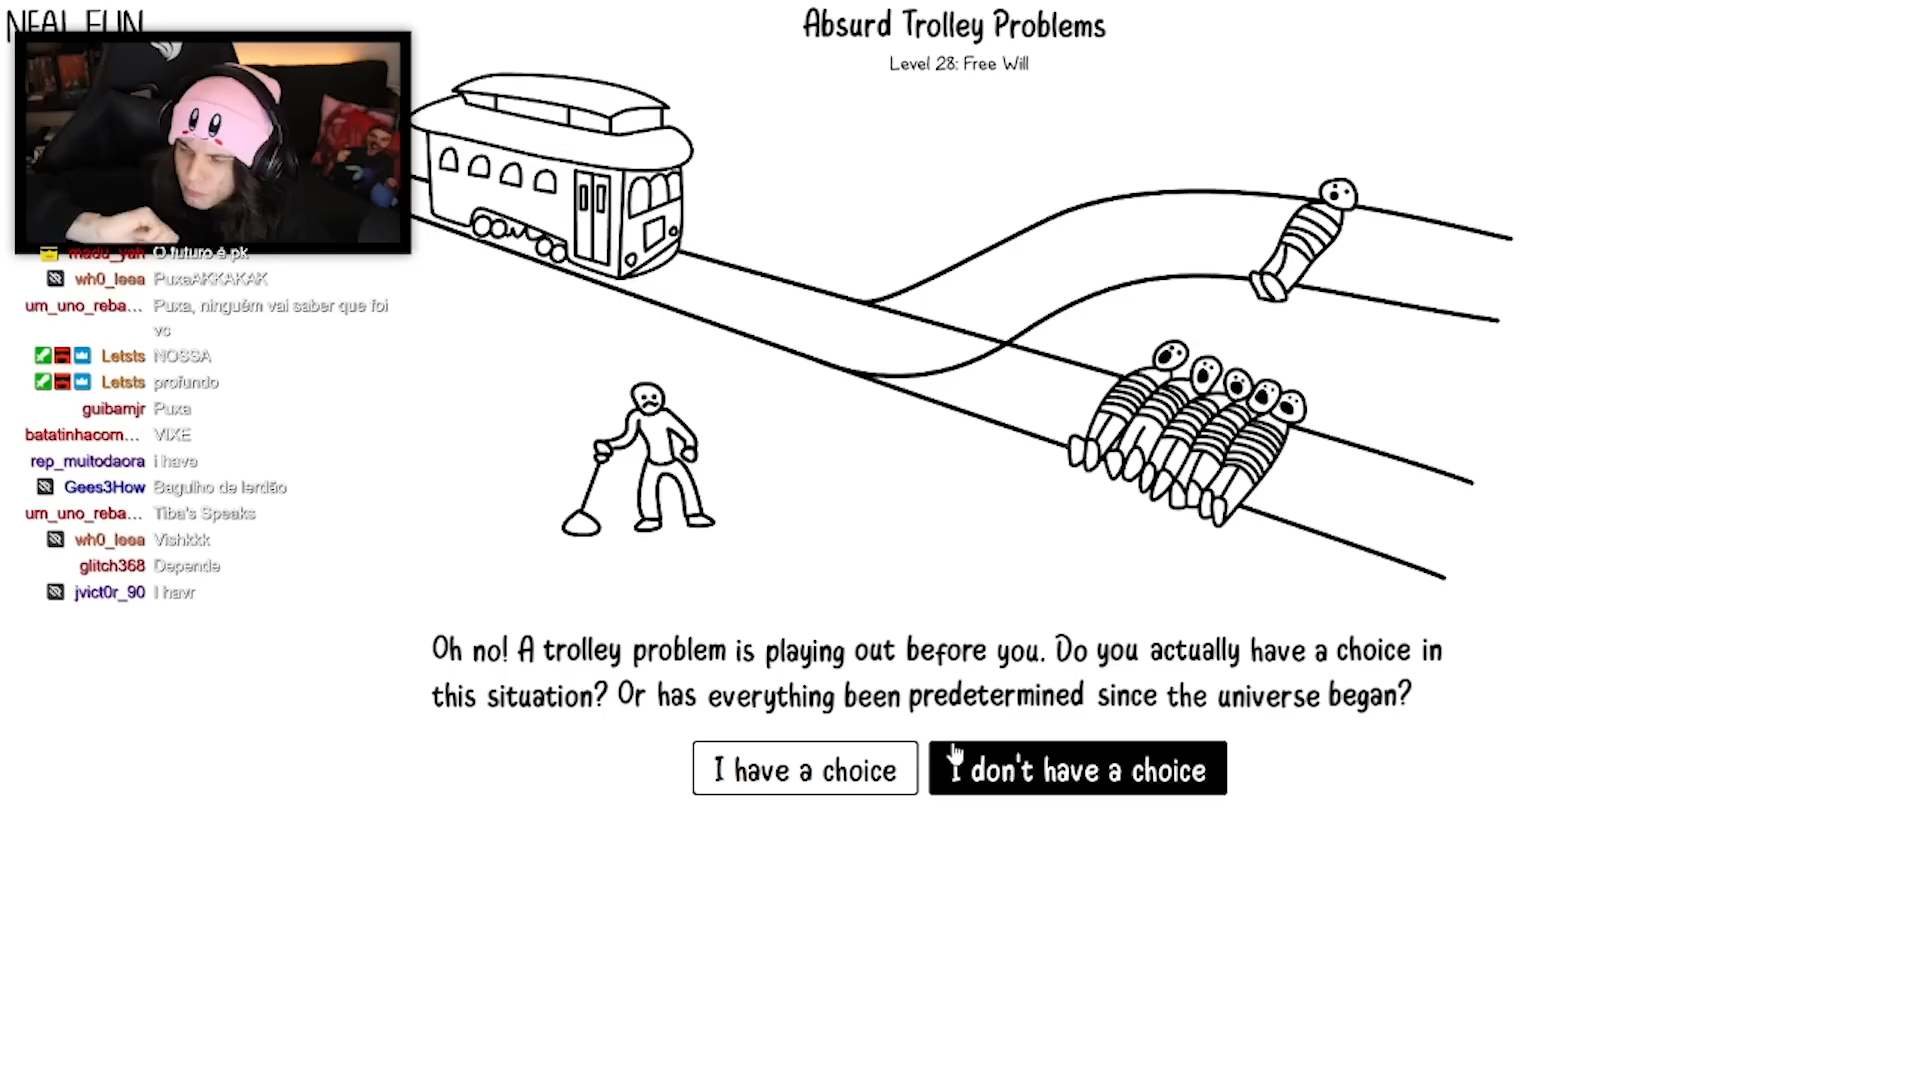 NEAL.FUN
Absurd Trolley Problems
Level 28: Free Will
madu_yah O futuro é pk
wh0_leea PuxaAKKAKAK
um_uno_reba... Puxa, ninguém vai saber que foi
vc
Letsts NOSSA
Letsts profundo
guibamjr Puxa
batatinhacom... VIXE
rep_muitodaora i have
Gees3How Bagulho de lerdão
um_uno_reba... Tiba's Speaks
wh0_leea Vishkkk
glitch368 Depende
jvict0r_90 I havr
Oh no! A trolley problem is playing out before you. Do you actually have a choice in
this situation? Or has everything been predetermined since the universe began?
I have a choice
I don't have a choice